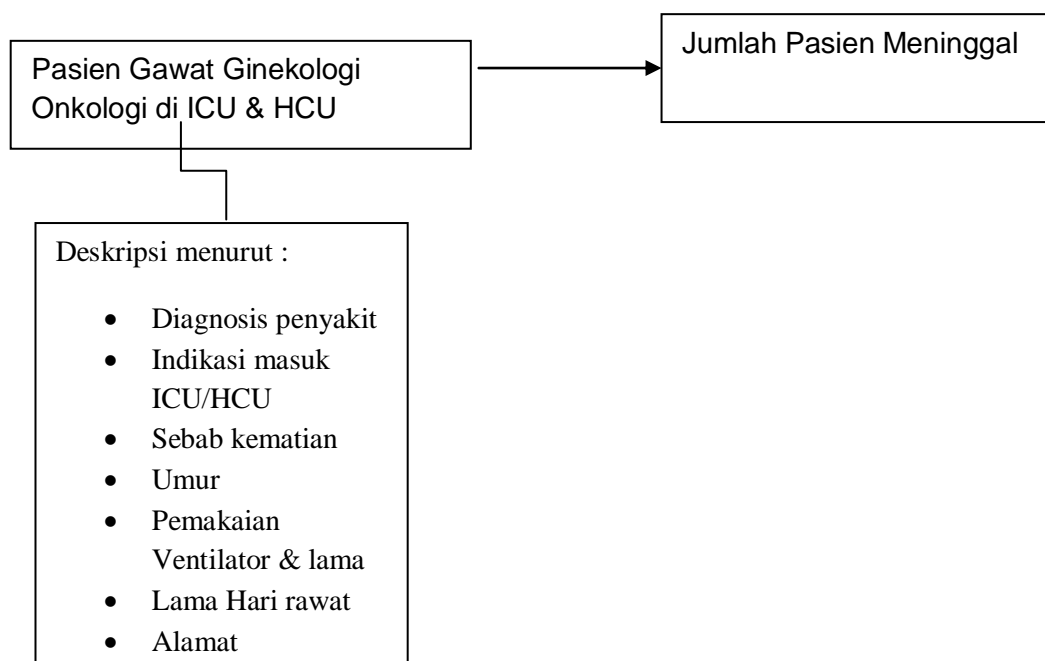 Pasien Gawat Ginekologi
Onkologi di ICU & HCU
Jumlah Pasien Meninggal
Deskripsi menurut :
• Diagnosis penyakit
• Indikasi masuk
ICU/HCU
• Sebab kematian
• Umur
• Pemakaian
Ventilator & lama
• Lama Hari rawat
• Alamat